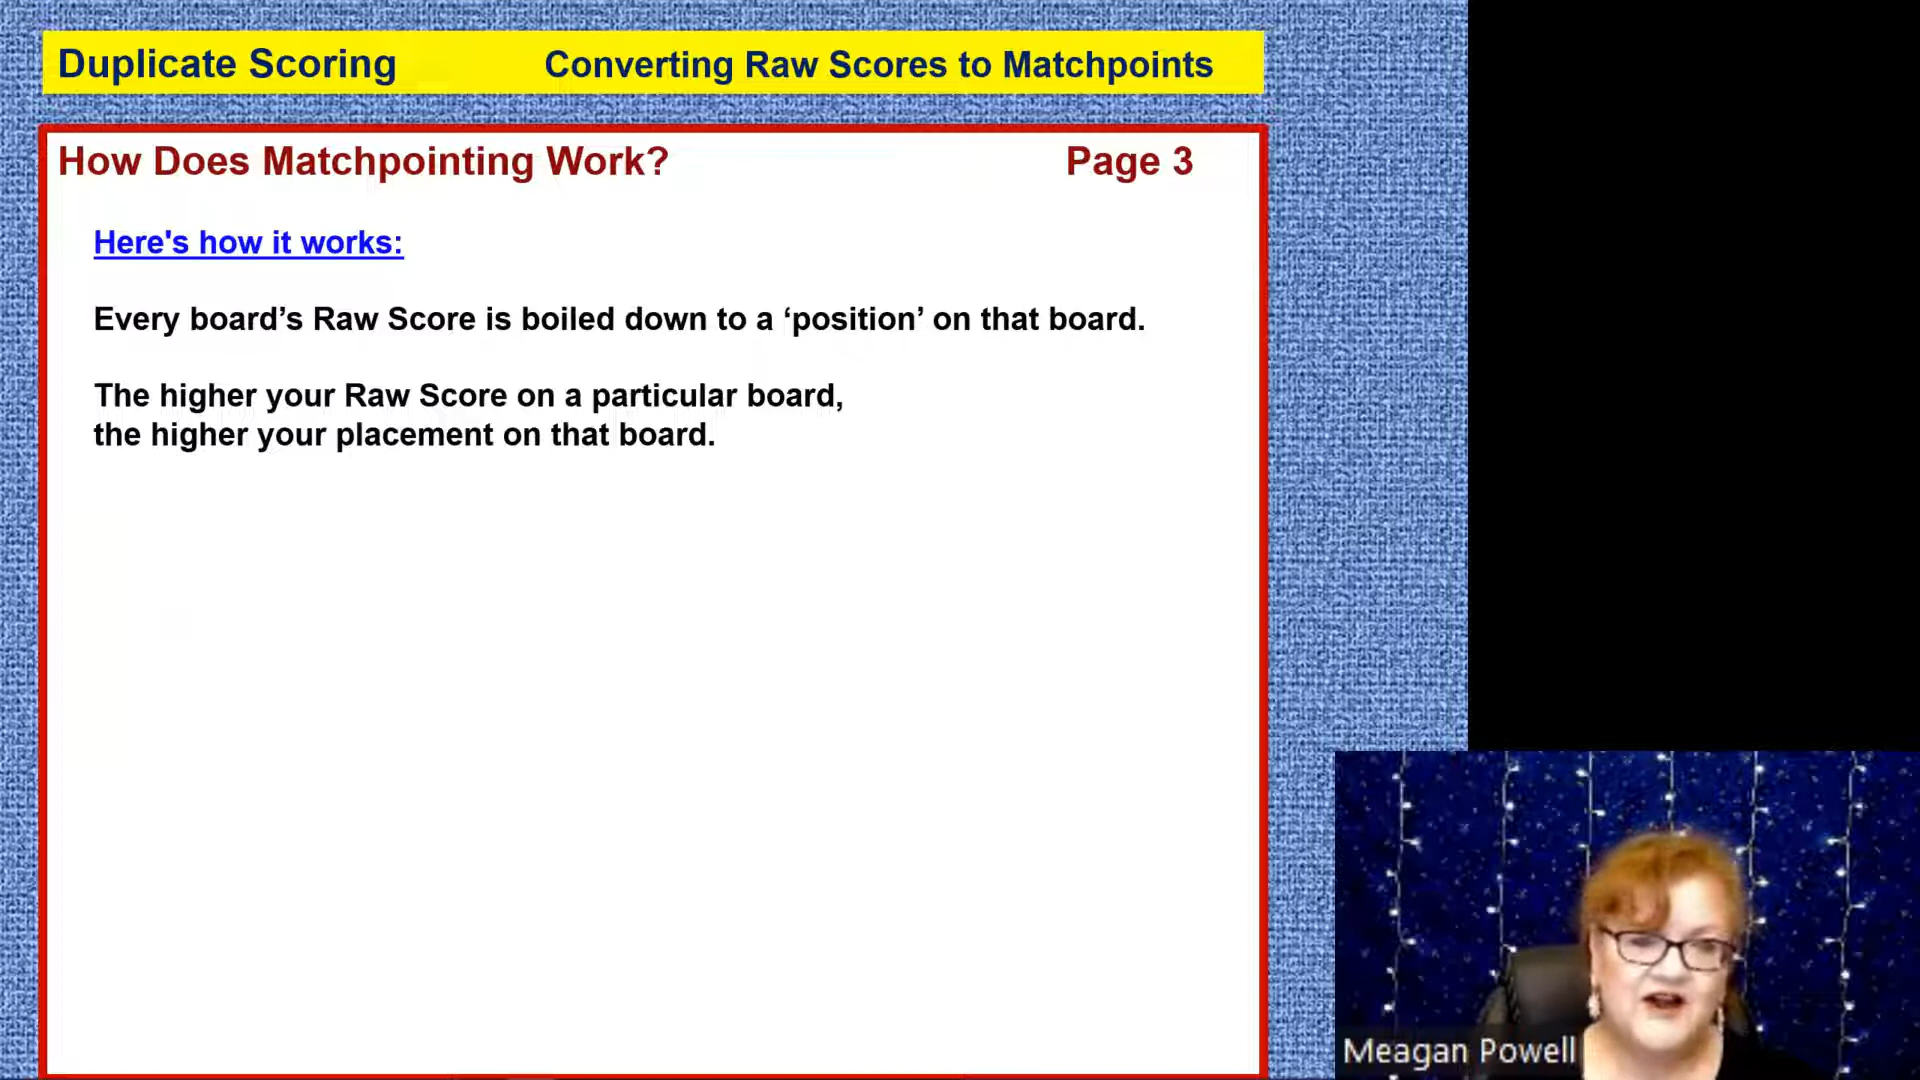 Duplicate Scoring Converting Raw Scores to Matchpoints
How Does Matchpointing Work? Page 3
Here's how it works:
Every board’s Raw Score is boiled down to a ‘position’ on that board.
The higher your Raw Score on a particular board,
the higher your placement on that board.
Meagan Powell